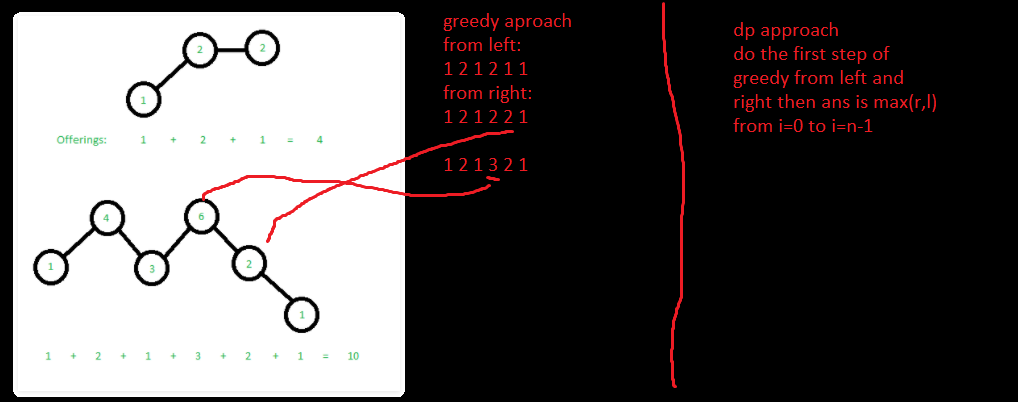 2 2
1
Offerings: 1 + 2 + 1 = 4
4 6
1 3 2
1
1 + 2 + 1 + 3 + 2 + 1 = 10
greedy aproach
from left:
1 2 1 2 1 1
from right:
1 2 1 2 2 1
1 2 1 3 2 1
dp approach
do the first step of
greedy from left and
right then ans is max(r,l)
from i=0 to i=n-1